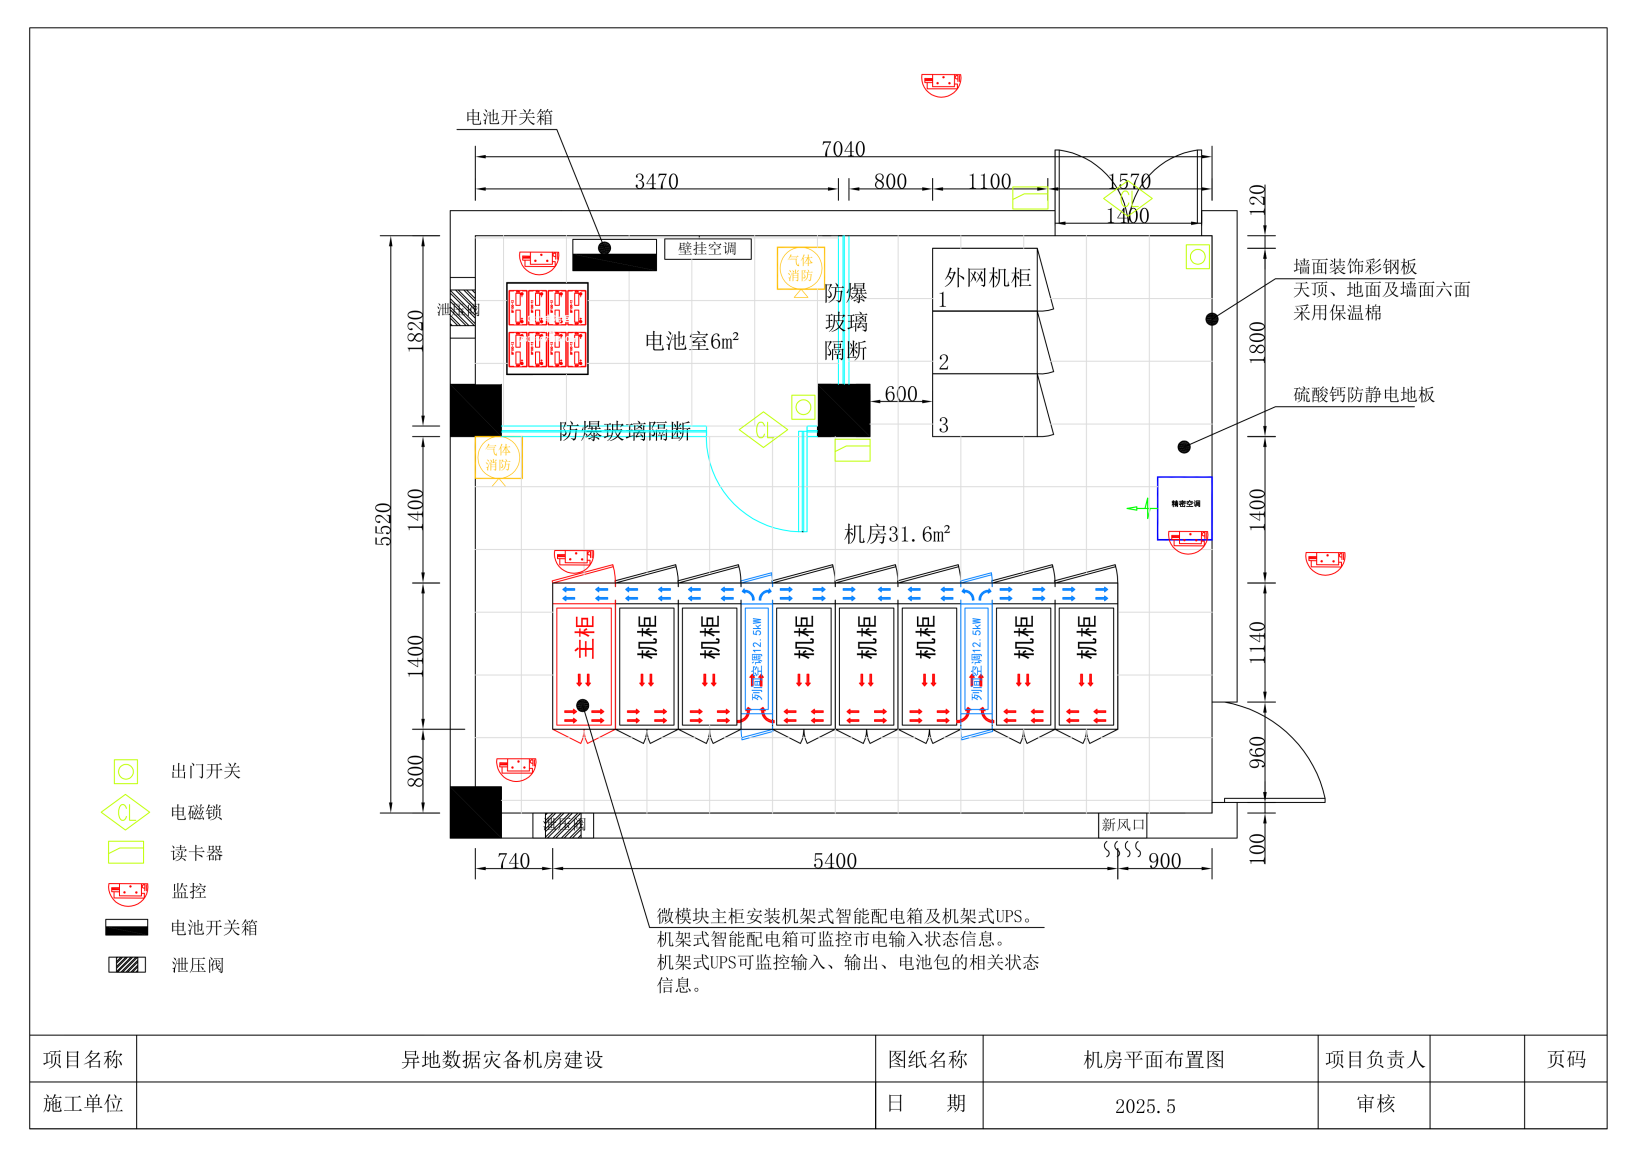 电池开关箱
7040
3470
800
1100
1570
1400
120
壁挂空调
气体
消防
外网机柜
1
2
3
墙面装饰彩钢板
天顶、地面及墙面六面
采用保温棉
泄压阀
1820
电池室6m²
防爆
玻璃
隔断
1800
600
硫酸钙防静电地板
CL
防爆玻璃隔断
气体
消防
5520
1400
机房31.6m²
精密空调
1400
1400
主柜
机柜
机柜
列间空调12.5kW
机柜
机柜
机柜
列间空调12.5kW
机柜
机柜
1140
800
960
泄压阀
新风口
100
740
5400
900
出门开关
CL
电磁锁
读卡器
监控
电池开关箱
泄压阀
微模块主柜安装机架式智能配电箱及机架式UPS。
机架式智能配电箱可监控市电输入状态信息。
机架式UPS可监控输入、输出、电池包的相关状态
信息。
项目名称
异地数据灾备机房建设
图纸名称
机房平面布置图
项目负责人
页码
施工单位
日 期
2025.5
审核